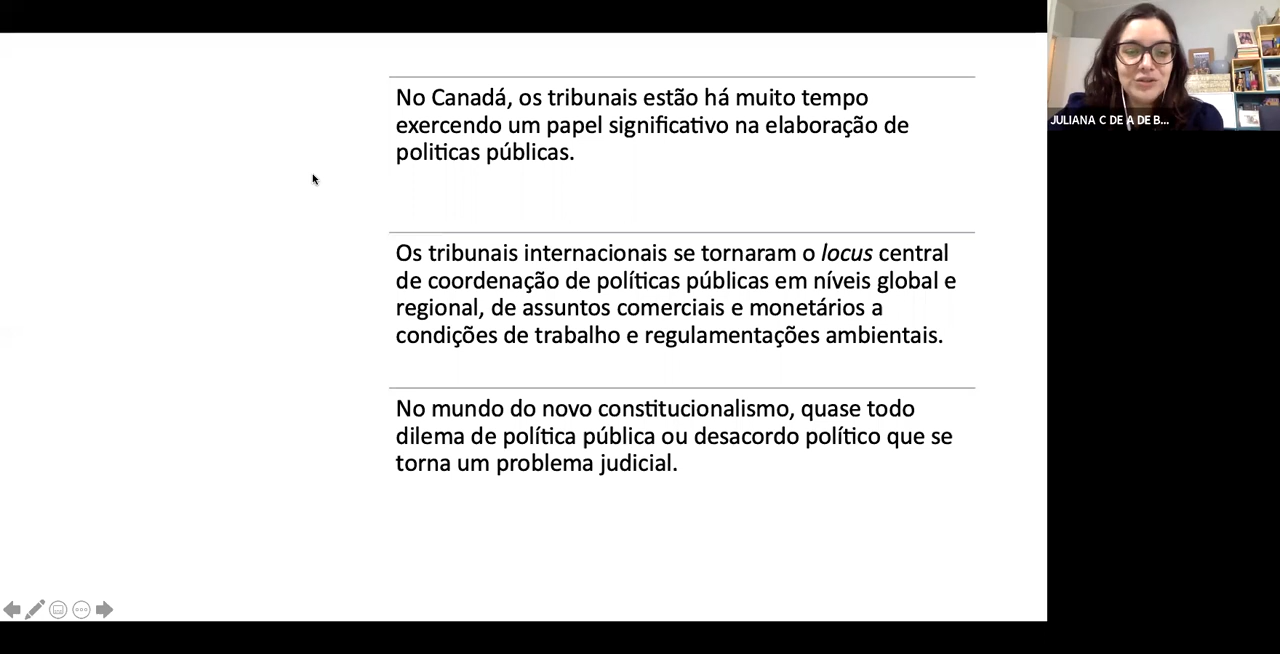 No Canadá, os tribunais estão há muito tempo
exercendo um papel significativo na elaboração de
politicas públicas.
Os tribunais internacionais se tornaram o locus central
de coordenação de políticas públicas em níveis global e
regional, de assuntos comerciais e monetários a
condições de trabalho e regulamentações ambientais.
No mundo do novo constitucionalismo, quase todo
dilema de política pública ou desacordo político que se
torna um problema judicial.
JULIANA C DE A DE B...